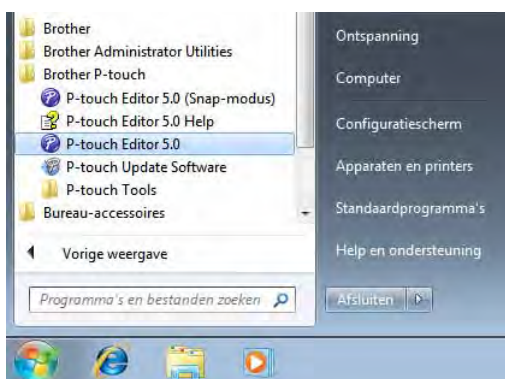 Brother
Brother Administrator Utilities
Brother P-touch
P-touch Editor 5.0 (Snap-modus)
P-touch Editor 5.0 Help
P-touch Editor 5.0
P-touch Update Software
P-touch Tools
Bureau-accessoires
Vorige weergave
Programma's en bestanden zoeken
Ontspanning
Computer
Configuratiescherm
Apparaten en printers
Standaardprogramma's
Help en ondersteuning
Afsluiten